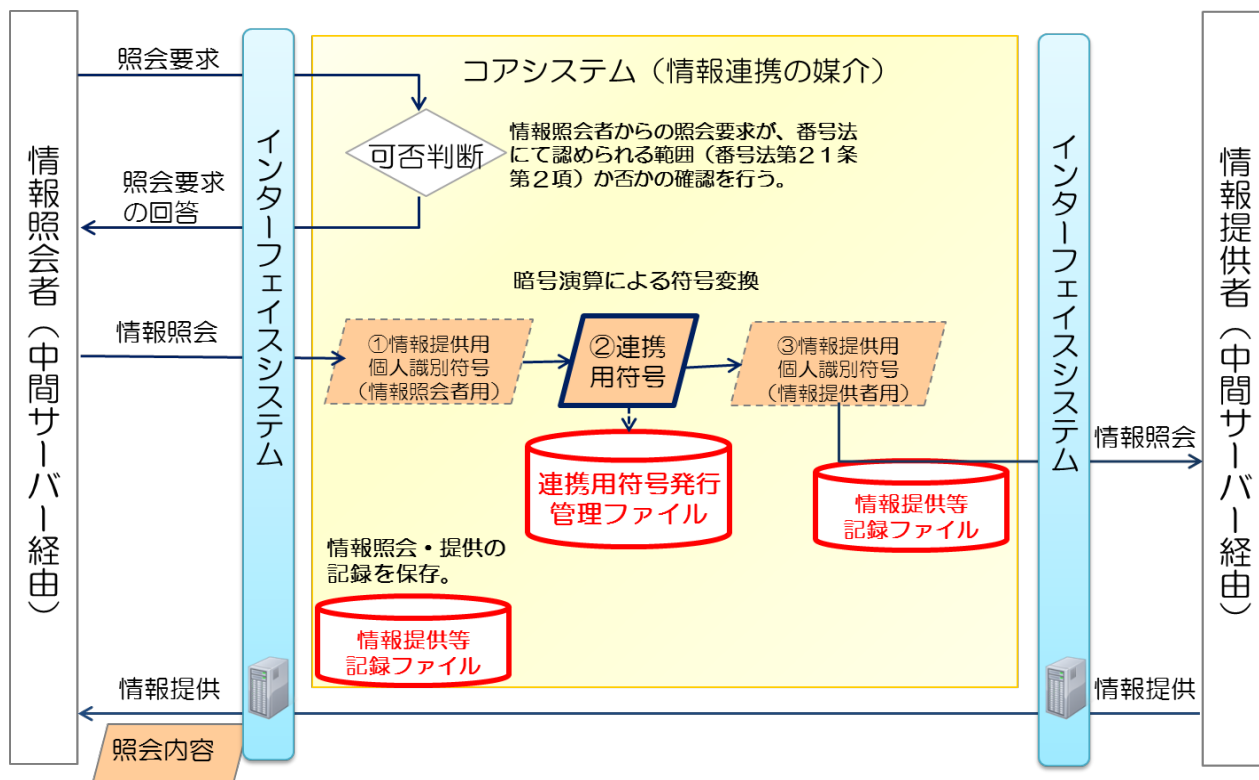 コアシステム（情報連携の媒介）
照会要求
可否判断
情報照会者からの照会要求が、番号法
にて認められる範囲（番号法第２１条
第２項）か否かの確認を行う。
照会要求
の回答
情報照会者（中間サーバー経由）
インターフェイスシステム
インターフェイスシステム
情報提供者（中間サーバー経由）
暗号演算による符号変換
情報照会
①情報提供用
個人識別符号
（情報照会者用）
②連携
用符号
③情報提供用
個人識別符号
（情報提供者用）
情報照会
連携用符号発行
管理ファイル
情報提供等
記録ファイル
情報照会・提供の
記録を保存。
情報提供等
記録ファイル
情報提供
情報提供
照会内容